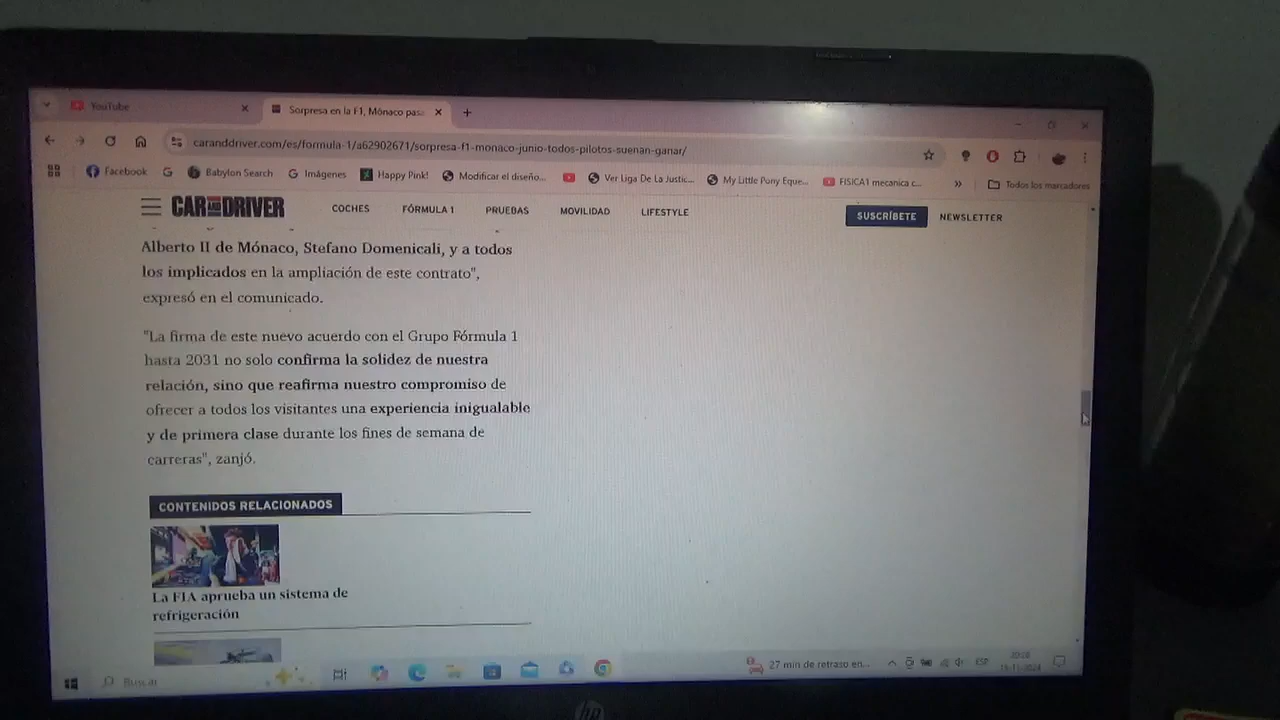 YouTube
Sorpresa en la F1, Mónaco pasa
caranddriver.com/es/formula-1/a62902671/sorpresa-f1-monaco-junio-todos-pilotos-suenan-ganar/
Facebook
Babylon Search
Imágenes
Happy Pink!
Modificar el diseño...
Ver Liga De La Justic...
My Little Pony Eque...
FISICA1 mecanica c...
»
Todos los marcadores
CAR AND DRIVER
COCHES
FÓRMULA 1
PRUEBAS
MOVILIDAD
LIFESTYLE
SUSCRÍBETE
NEWSLETTER
Alberto II de Mónaco, Stefano Domenicali, y a todos
los implicados en la ampliación de este contrato",
expresó en el comunicado.
"La firma de este nuevo acuerdo con el Grupo Fórmula 1
hasta 2031 no solo confirma la solidez de nuestra
relación, sino que reafirma nuestro compromiso de
ofrecer a todos los visitantes una experiencia inigualable
y de primera clase durante los fines de semana de
carreras", zanjó.
CONTENIDOS RELACIONADOS
La FIA aprueba un sistema de
refrigeración
Buscar
27 min de retraso en...
ESP
hp